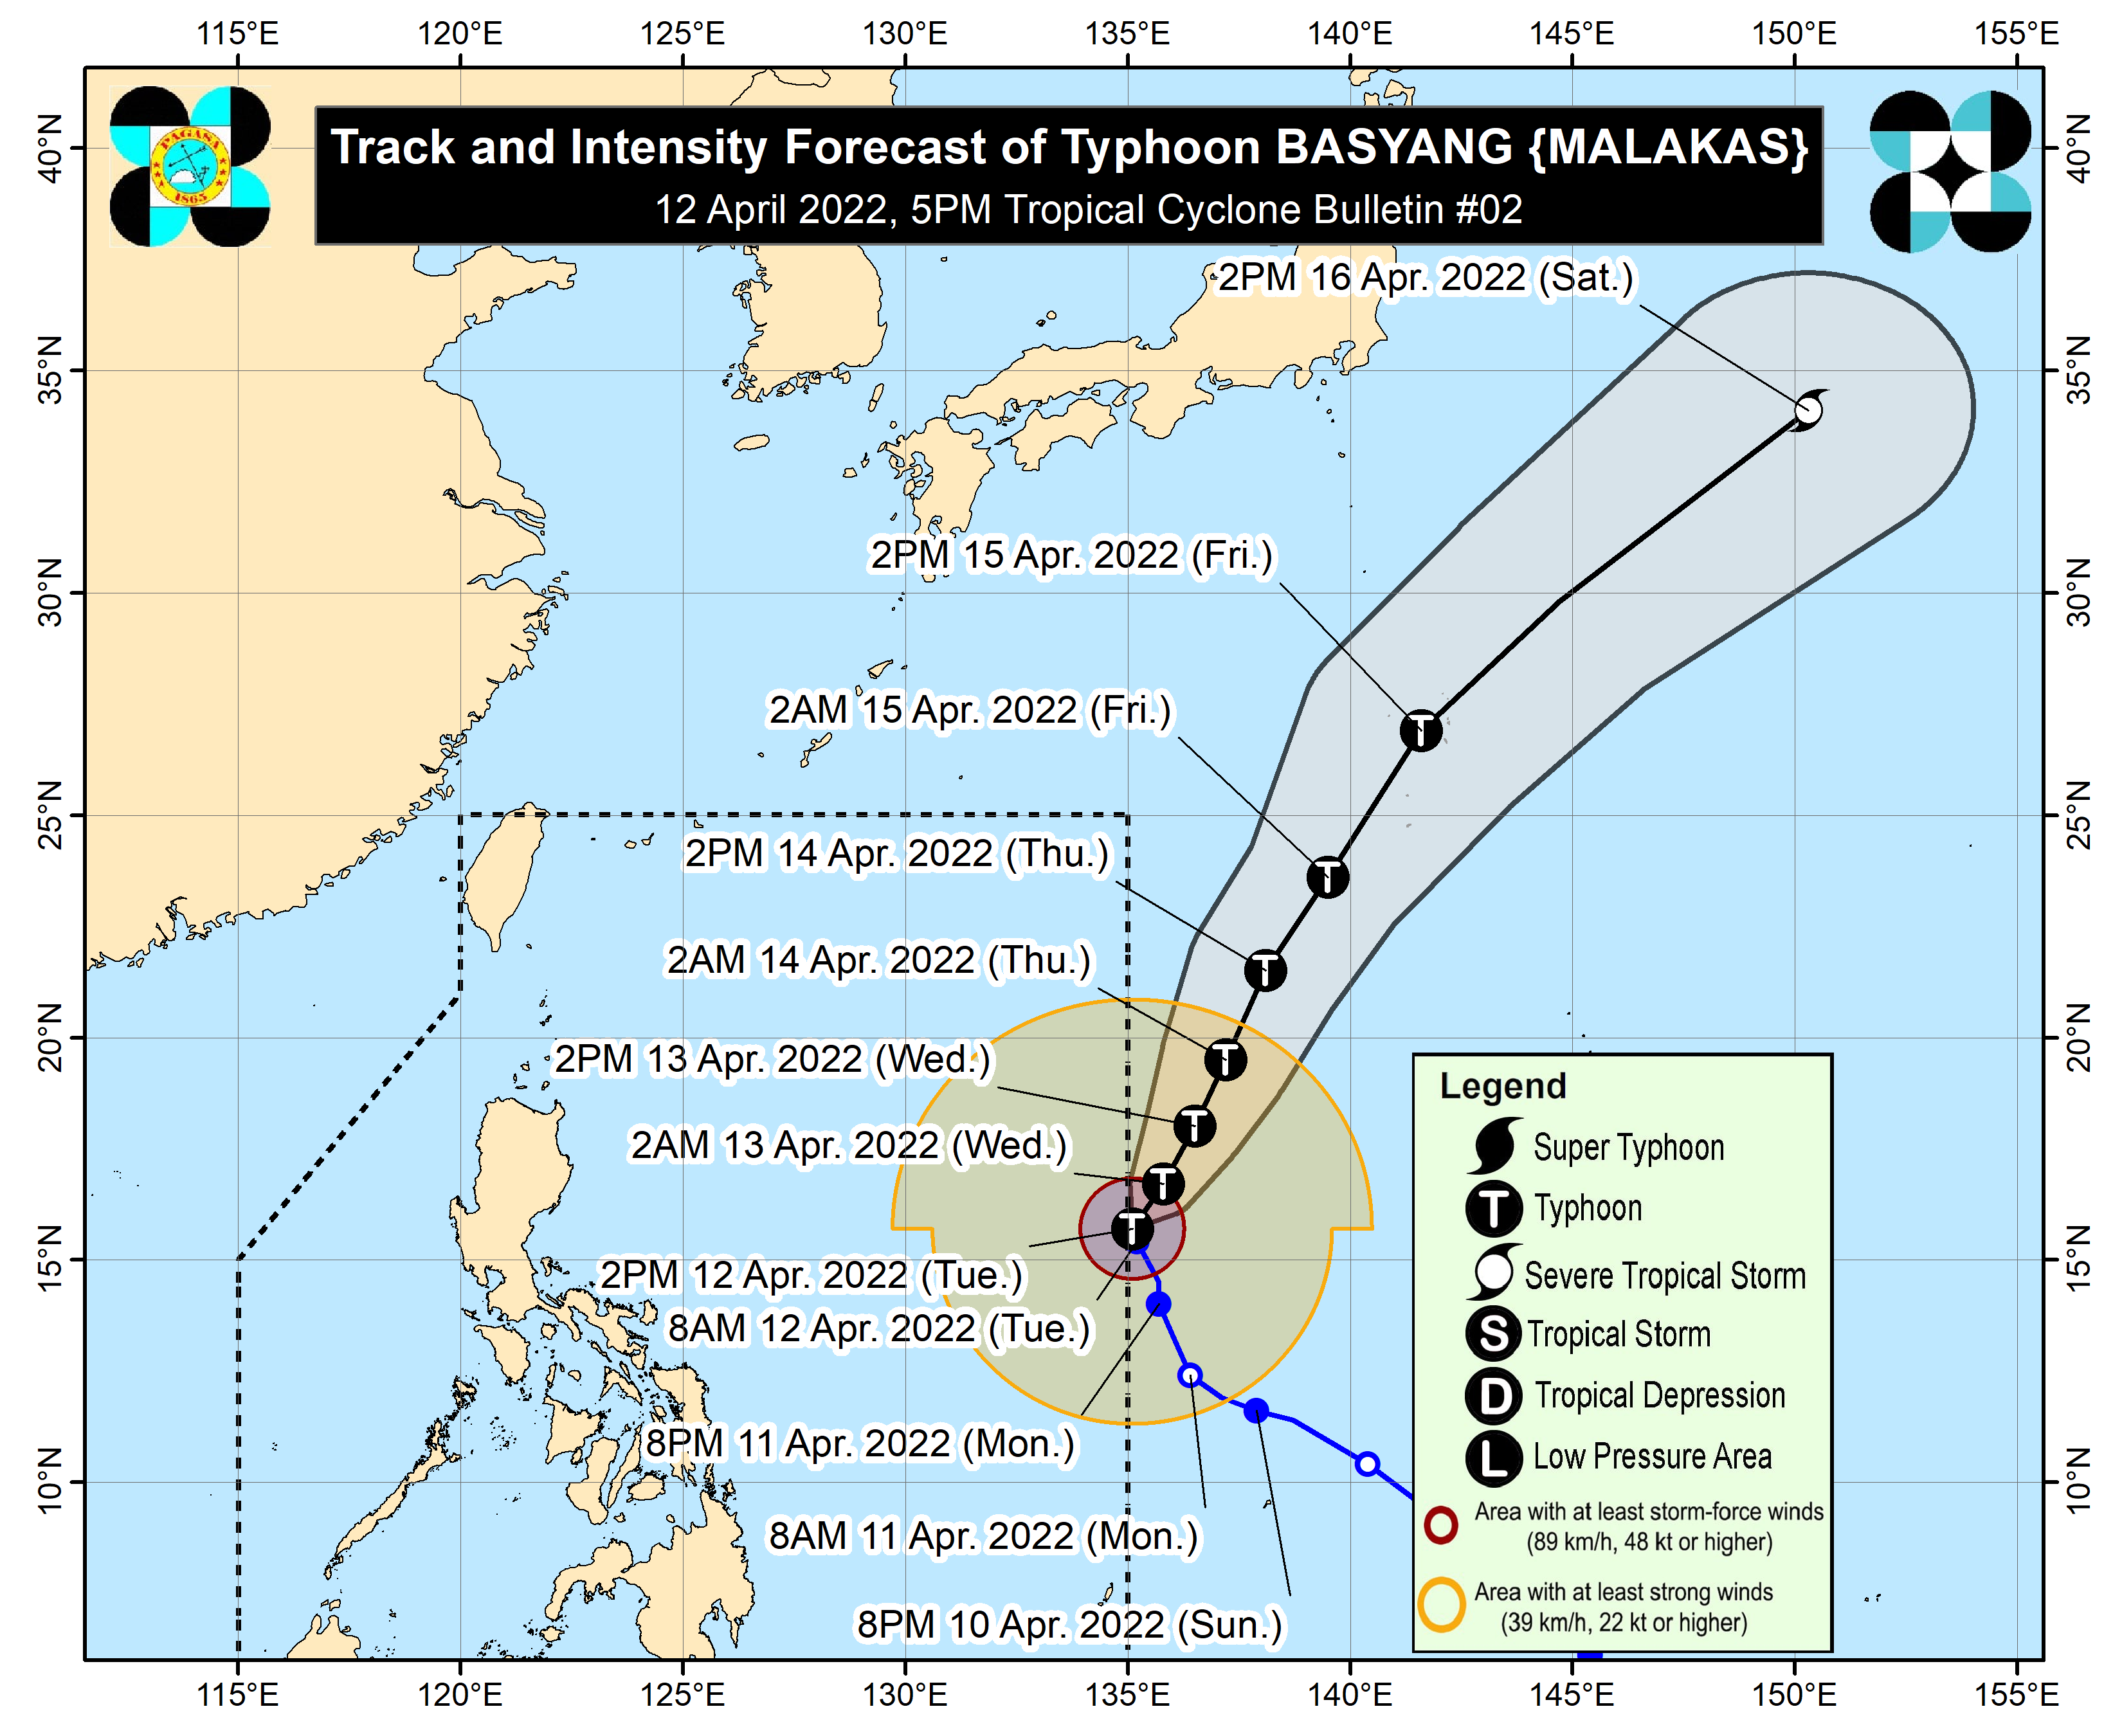 115°E 120°E 125°E 130°E 135°E 140°E 145°E 150°E 155°E
Track and Intensity Forecast of Typhoon BASYANG {MALAKAS}
12 April 2022, 5PM Tropical Cyclone Bulletin #02
PAGASA
1865
40°N
40°N
2PM 16 Apr. 2022 (Sat.)
35°N
35°N
2PM 15 Apr. 2022 (Fri.)
30°N
30°N
2AM 15 Apr. 2022 (Fri.)
T
25°N
25°N
2PM 14 Apr. 2022 (Thu.)
T
2AM 14 Apr. 2022 (Thu.)
T
20°N
20°N
2PM 13 Apr. 2022 (Wed.)
T
2AM 13 Apr. 2022 (Wed.)
T
T
T
15°N
15°N
2PM 12 Apr. 2022 (Tue.)
8AM 12 Apr. 2022 (Tue.)
8PM 11 Apr. 2022 (Mon.)
10°N
10°N
8AM 11 Apr. 2022 (Mon.)
8PM 10 Apr. 2022 (Sun.)
Legend
Super Typhoon
T Typhoon
Severe Tropical Storm
S Tropical Storm
D Tropical Depression
L Low Pressure Area
Area with at least storm-force winds
(89 km/h, 48 kt or higher)
Area with at least strong winds
(39 km/h, 22 kt or higher)
115°E 120°E 125°E 130°E 135°E 140°E 145°E 150°E 155°E